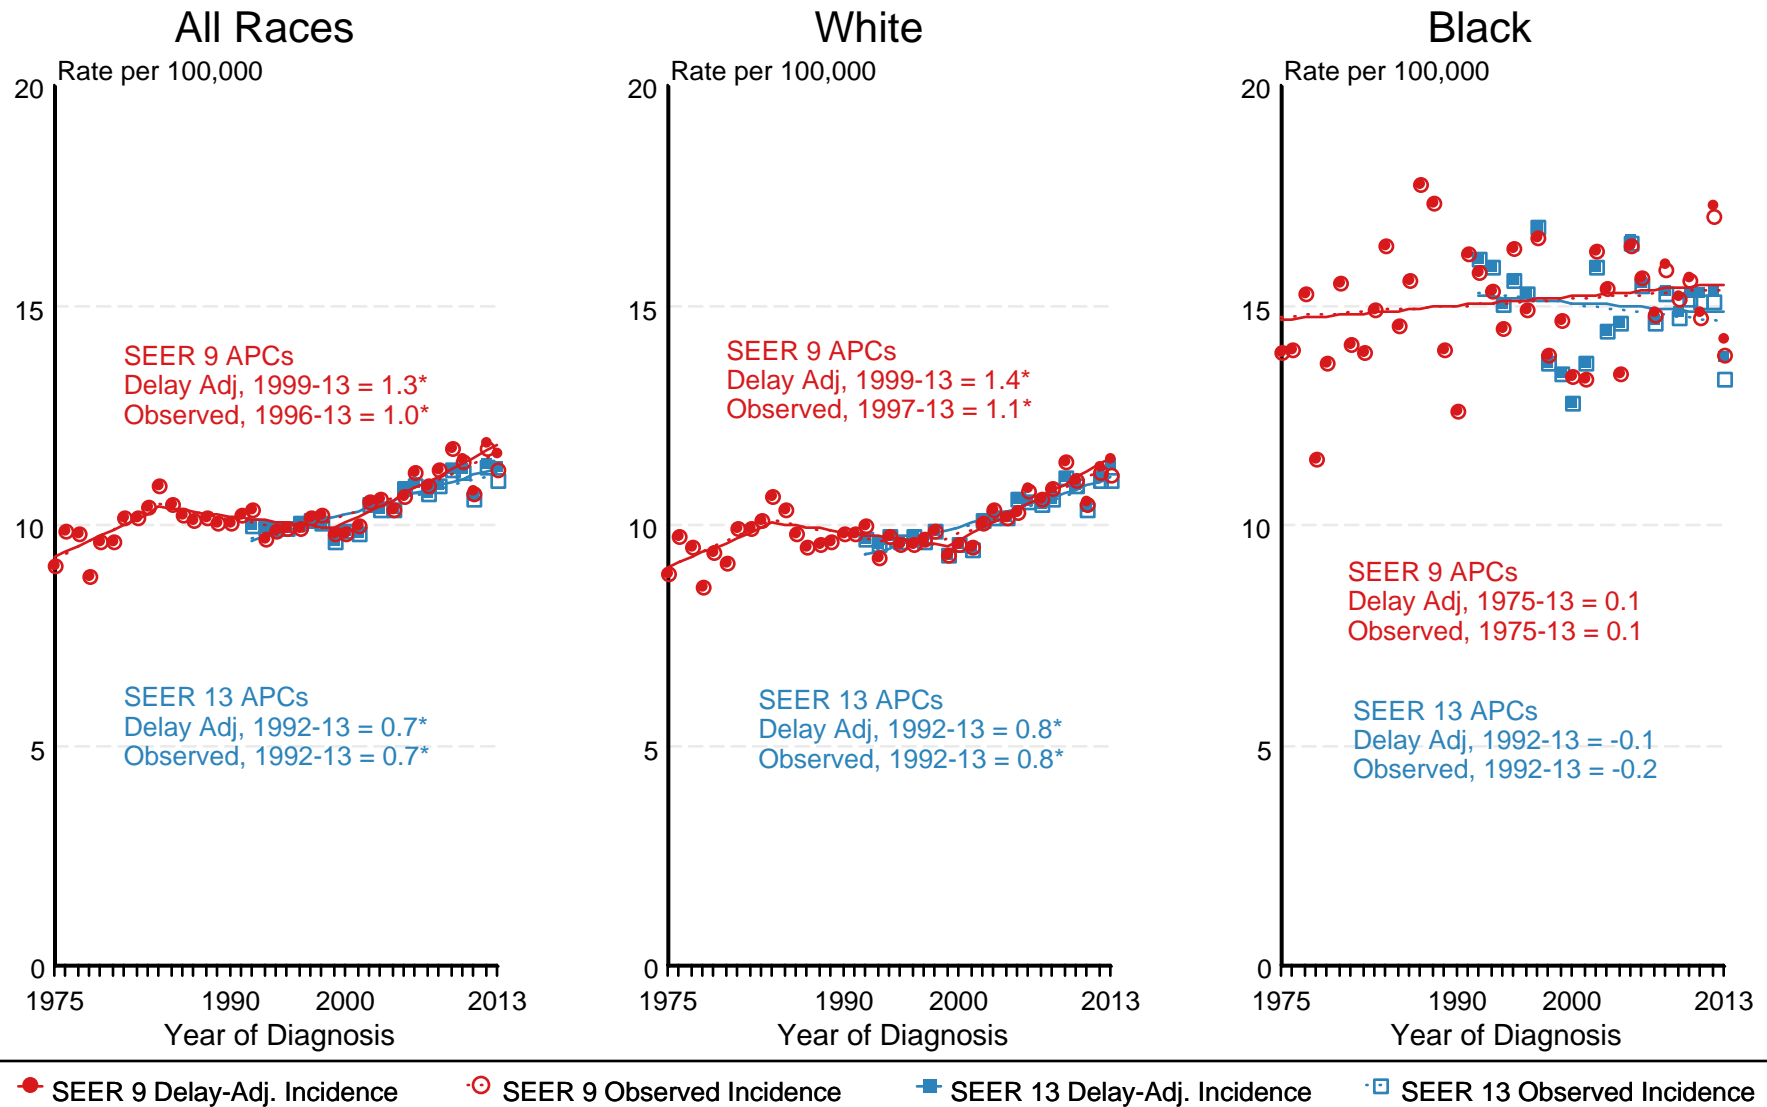 All Races
Rate per 100,000
20
15
10
5
0
SEER 9 APCs
Delay Adj, 1999-13 = 1.3*
Observed, 1996-13 = 1.0*
SEER 13 APCs
Delay Adj, 1992-13 = 0.7*
Observed, 1992-13 = 0.7*
1975 1990 2000 2013
Year of Diagnosis
White
Rate per 100,000
20
15
10
5
0
SEER 9 APCs
Delay Adj, 1999-13 = 1.4*
Observed, 1997-13 = 1.1*
SEER 13 APCs
Delay Adj, 1992-13 = 0.8*
Observed, 1992-13 = 0.8*
1975 1990 2000 2013
Year of Diagnosis
Black
Rate per 100,000
20
15
10
5
0
SEER 9 APCs
Delay Adj, 1975-13 = 0.1
Observed, 1975-13 = 0.1
SEER 13 APCs
Delay Adj, 1992-13 = -0.1
Observed, 1992-13 = -0.2
1975 1990 2000 2013
Year of Diagnosis
SEER 9 Delay-Adj. Incidence SEER 9 Observed Incidence SEER 13 Delay-Adj. Incidence SEER 13 Observed Incidence